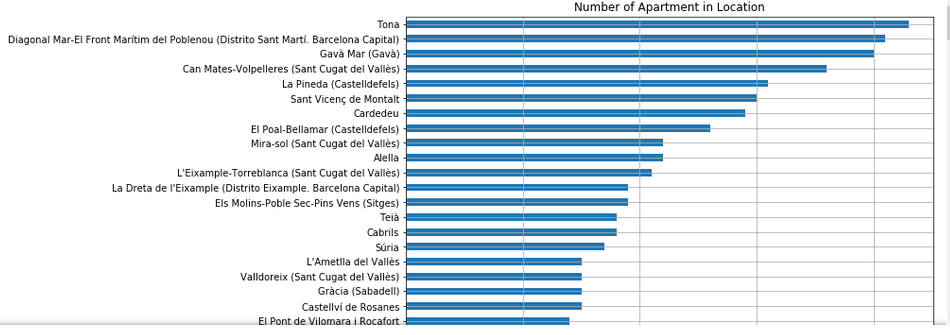 Number of Apartment in Location
Tona
Diagonal Mar-El Front Marítim del Poblenou (Distrito Sant Martí. Barcelona Capital)
Gavà Mar (Gavà)
Can Mates-Volpelleres (Sant Cugat del Vallès)
La Pineda (Castelldefels)
Sant Vicenç de Montalt
Cardedeu
El Poal-Bellamar (Castelldefels)
Mira-sol (Sant Cugat del Vallès)
Alella
L'Eixample-Torreblanca (Sant Cugat del Vallès)
La Dreta de l'Eixample (Distrito Eixample. Barcelona Capital)
Els Molins-Poble Sec-Pins Vens (Sitges)
Teià
Cabrils
Súria
L'Ametlla del Vallès
Valldoreix (Sant Cugat del Vallès)
Gràcia (Sabadell)
Castellví de Rosanes
El Pont de Vilomara i Rocafort